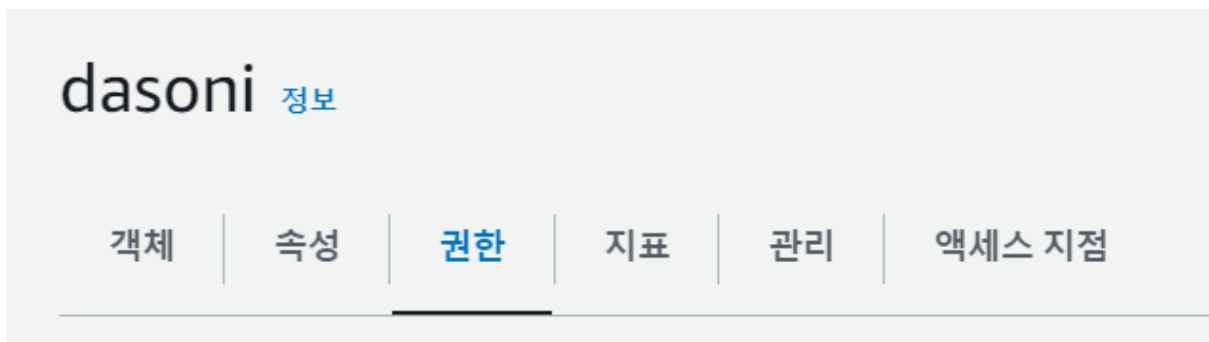 dasoni 정보
객체 속성 권한 지표 관리 액세스 지점